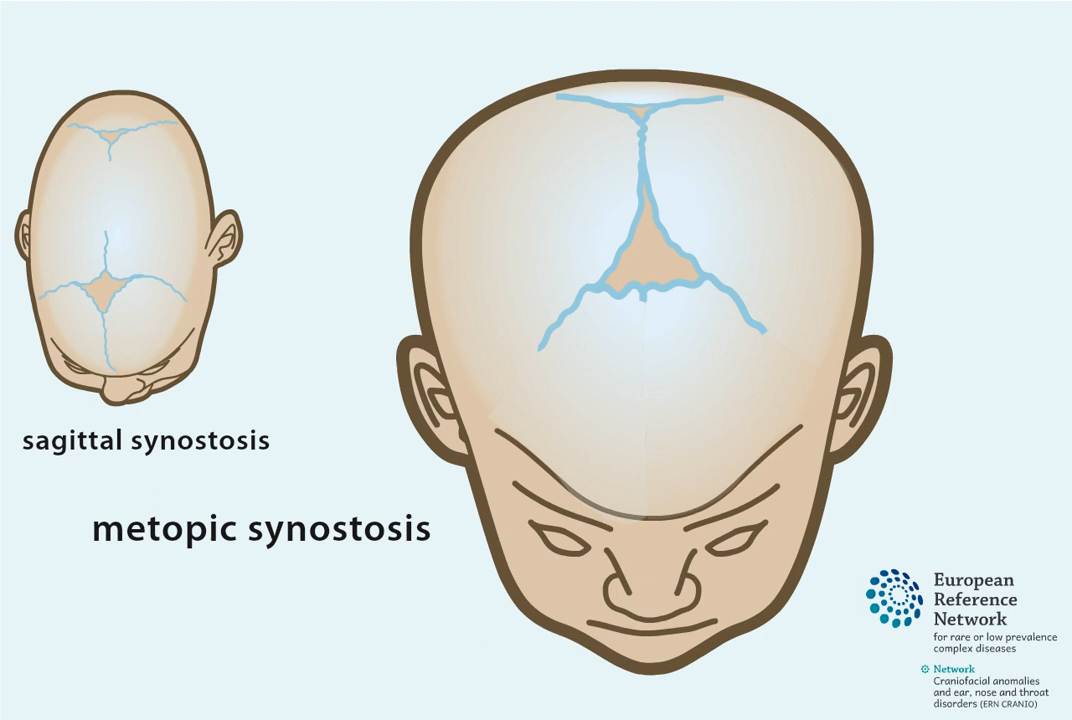 sagittal synostosis
metopic synostosis
European
Reference
Network
for rare or low prevalence
complex diseases
Network
Craniofacial anomalies
and ear, nose and throat
disorders (ERN CRANIO)